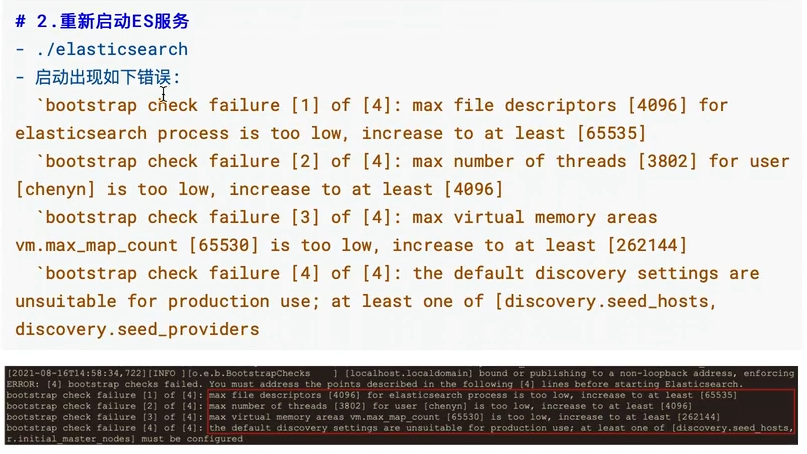 # 2.重新启动ES服务
- ./elasticsearch
- 启动出现如下错误:
`bootstrap check failure [1] of [4]: max file descriptors [4096] for
elasticsearch process is too low, increase to at least [65535]
`bootstrap check failure [2] of [4]: max number of threads [3802] for user
[chenyn] is too low, increase to at least [4096]
`bootstrap check failure [3] of [4]: max virtual memory areas
vm.max_map_count [65530] is too low, increase to at least [262144]
`bootstrap check failure [4] of [4]: the default discovery settings are
unsuitable for production use; at least one of [discovery.seed_hosts,
discovery.seed_providers
[2021-08-16T14:58:34,722][INFO ][o.e.b.BootstrapChecks    ] [localhost.localdomain] bound or publishing to a non-loopback address, enforcing
ERROR: [4] bootstrap checks failed. You must address the points described in the following [4] lines before starting Elasticsearch.
bootstrap check failure [1] of [4]: max file descriptors [4096] for elasticsearch process is too low, increase to at least [65535]
bootstrap check failure [2] of [4]: max number of threads [3802] for user [chenyn] is too low, increase to at least [4096]
bootstrap check failure [3] of [4]: max virtual memory areas vm.max_map_count [65530] is too low, increase to at least [262144]
bootstrap check failure [4] of [4]: the default discovery settings are unsuitable for production use; at least one of [discovery.seed_hosts,
r.initial_master_nodes] must be configured